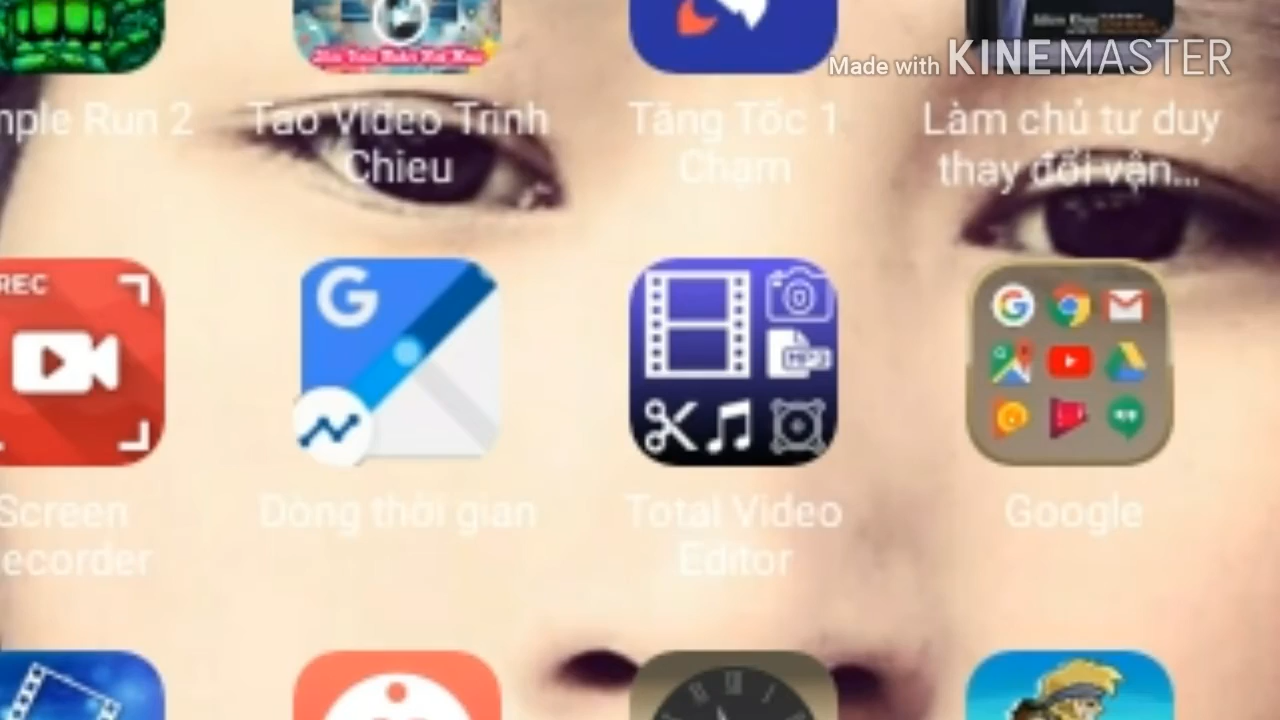 Made with KINEMASTER
mple Run 2
Tao Video Trinh
Chieu
Tăng Tốc 1
Chạm
Làm chủ tư duy
thay đổi vận...
REC
G
MP3
Screen
ecorder
Dòng thời gian
Total Video
Editor
Google